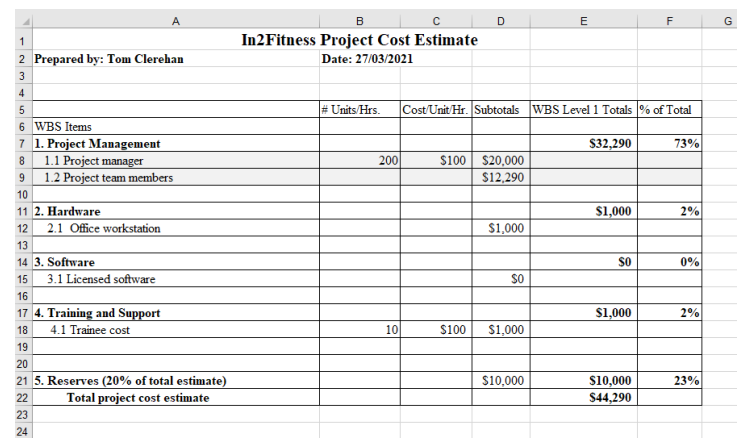 A B C D E F G
1 In2Fitness Project Cost Estimate
2 Prepared by: Tom Clerehan Date: 27/03/2021
3
4
5 # Units/Hrs. Cost/Unit/Hr. Subtotals WBS Level 1 Totals % of Total
6 WBS Items
7 1. Project Management $32,290 73%
8 1.1 Project manager 200 $100 $20,000
9 1.2 Project team members $12,290
10
11 2. Hardware $1,000 2%
12 2.1 Office workstation $1,000
13
14 3. Software $0 0%
15 3.1 Licensed software $0
16
17 4. Training and Support $1,000 2%
18 4.1 Trainee cost 10 $100 $1,000
19
20
21 5. Reserves (20% of total estimate) $10,000 $10,000 23%
22 Total project cost estimate $44,290
23
24